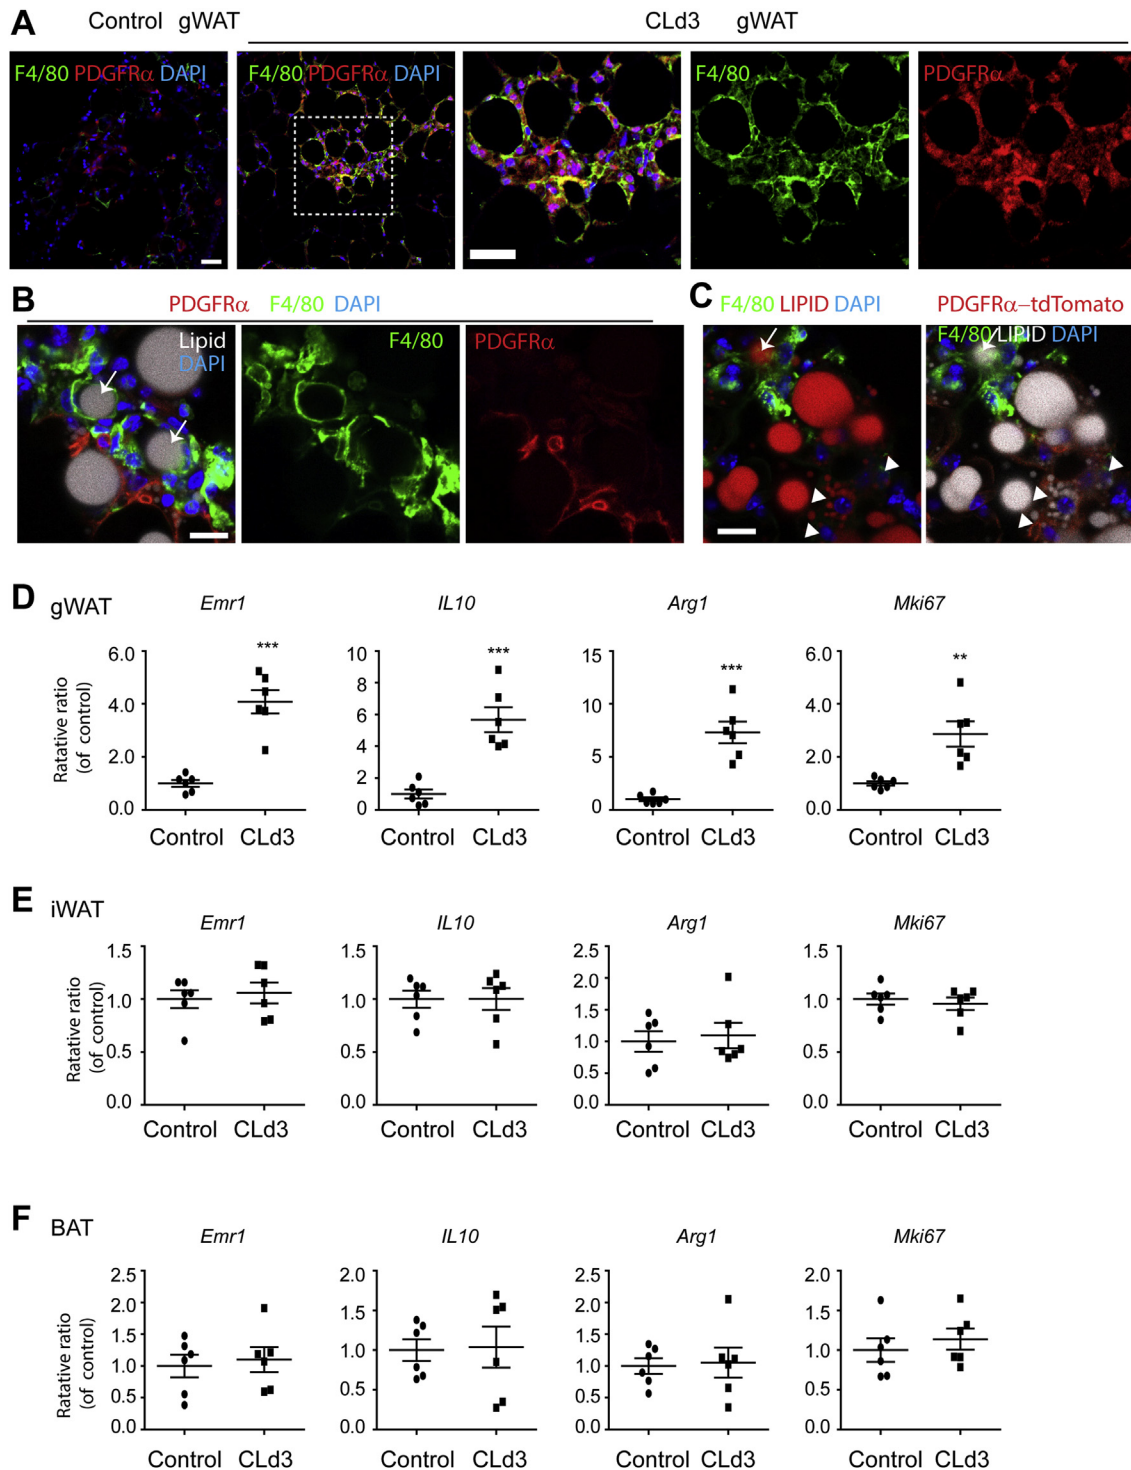 A Control gWAT CLd3 gWAT
F4/80 PDGFRα DAPI F4/80 PDGFRα DAPI F4/80 PDGFRα
B PDGFRα F4/80 DAPI
Lipid
DAPI
F4/80 PDGFRα
C F4/80 LIPID DAPI PDGFRα–tdTomato
F4/80 LIPID DAPI
D gWAT
Emr1 IL10 Arg1 Mki67
*** *** *** **
Ratative ratio
(of control)
6.0 10 15 6.0
8
4.0 10 4.0
6
4
2.0 5 2.0
2
0.0 0 0 0.0
Control CLd3 Control CLd3 Control CLd3 Control CLd3
E iWAT
Emr1 IL10 Arg1 Mki67
Ratative ratio
(of control)
1.5 1.5 2.5 1.5
2.0
1.0 1.0 1.5 1.0
1.0
0.5 0.5 0.5 0.5
0.0 0.0 0.0 0.0
Control CLd3 Control CLd3 Control CLd3 Control CLd3
F BAT
Emr1 IL10 Arg1 Mki67
Ratative ratio
(of control)
2.5 2.0 2.5 2.0
2.0 2.0
1.5 1.5 1.5 1.5
1.0 1.0 1.0 1.0
0.5 0.5 0.5 0.5
0.0 0.0 0.0 0.0
Control CLd3 Control CLd3 Control CLd3 Control CLd3